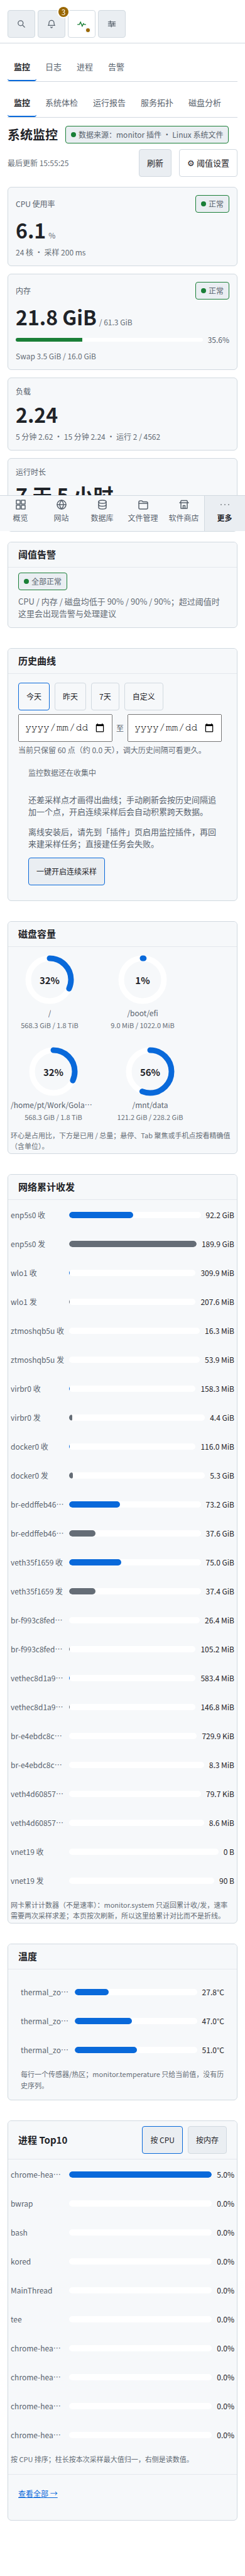 3
监控 日志 进程 告警
监控 系统体检 运行报告 服务拓扑 磁盘分析
系统监控 数据来源：monitor 插件 · Linux 系统文件
最后更新 15:55:25 刷新 ⚙ 阈值设置
CPU 使用率 正常
6.1 %
24 核 · 采样 200 ms
内存 正常
21.8 GiB / 61.3 GiB
35.6%
Swap 3.5 GiB / 16.0 GiB
负载
2.24
5 分钟 2.62 · 15 分钟 2.24 · 运行 2 / 4562
运行时长
7 天 5 小时
概览 网站 数据库 文件管理 软件商店 更多
阈值告警
全部正常
CPU / 内存 / 磁盘均低于 90% / 90% / 90%；超过阈值时
这里会出现告警与处理建议
历史曲线
今天 昨天 7天 自定义
yyyy/mm/dd 至 yyyy/mm/dd
当前只保留 60 点（约 0.0 天），调大历史间隔可看更久。
监控数据还在收集中
还差采样点才画得出曲线；手动刷新会按历史间隔追
加一个点，开启连续采样后会自动积累跨天数据。
离线安装后，请先到「插件」页启用监控插件，再回
来建采样任务；直接建任务会失败。
一键开启连续采样
磁盘容量
32% 1%
/ /boot/efi
568.3 GiB / 1.8 TiB 9.0 MiB / 1022.0 MiB
32% 56%
/home/pt/Work/Gola… /mnt/data
568.3 GiB / 1.8 TiB 121.2 GiB / 228.2 GiB
环心是占用比，下方是已用 / 总量；悬停、Tab 聚焦或手机点按看精确值
（含单位）。
网络累计收发
enp5s0 收 92.2 GiB
enp5s0 发 189.9 GiB
wlo1 收 309.9 MiB
wlo1 发 207.6 MiB
ztmoshqb5u 收 16.3 MiB
ztmoshqb5u 发 53.9 MiB
virbr0 收 158.3 MiB
virbr0 发 4.4 GiB
docker0 收 116.0 MiB
docker0 发 5.3 GiB
br-eddffeb46… 73.2 GiB
br-eddffeb46… 37.6 GiB
veth35f1659 收 75.0 GiB
veth35f1659 发 37.4 GiB
br-f993c8fed… 26.4 MiB
br-f993c8fed… 105.2 MiB
vethec8d1a9… 583.4 MiB
vethec8d1a9… 146.8 MiB
br-e4ebdc8c… 729.9 KiB
br-e4ebdc8c… 8.3 MiB
veth4d60857… 79.7 KiB
veth4d60857… 8.6 MiB
vnet19 收 0 B
vnet19 发 90 B
网卡累计计数器（不是速率）：monitor.system 只返回累计收/发，速率
需要两次采样求差；本页按次刷新，所以这里给累计对比而不是折线。
温度
thermal_zo… 27.8°C
thermal_zo… 47.0°C
thermal_zo… 51.0°C
每行一个传感器/热区；monitor.temperature 只给当前值，没有历
史序列。
进程 Top10 按 CPU 按内存
chrome-hea… 5.0%
bwrap 0.0%
bash 0.0%
kored 0.0%
MainThread 0.0%
tee 0.0%
chrome-hea… 0.0%
chrome-hea… 0.0%
chrome-hea… 0.0%
chrome-hea… 0.0%
按 CPU 排序；柱长按本次采样最大值归一，右侧是读数值。
查看全部 →